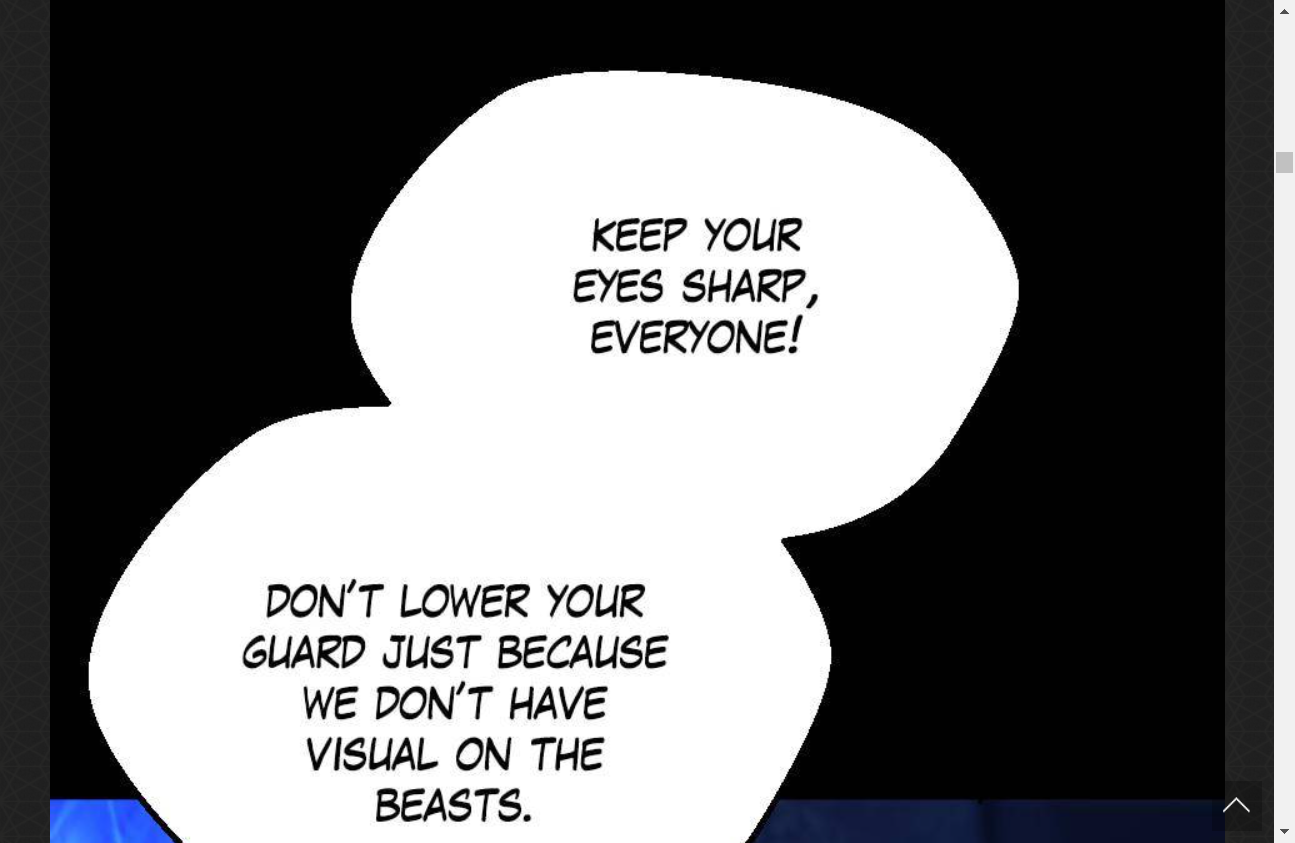 KEEP YOUR
EYES SHARP,
EVERYONE!
DON'T LOWER YOUR
GUARD JUST BECAUSE
WE DON'T HAVE
VISUAL ON THE
BEASTS.